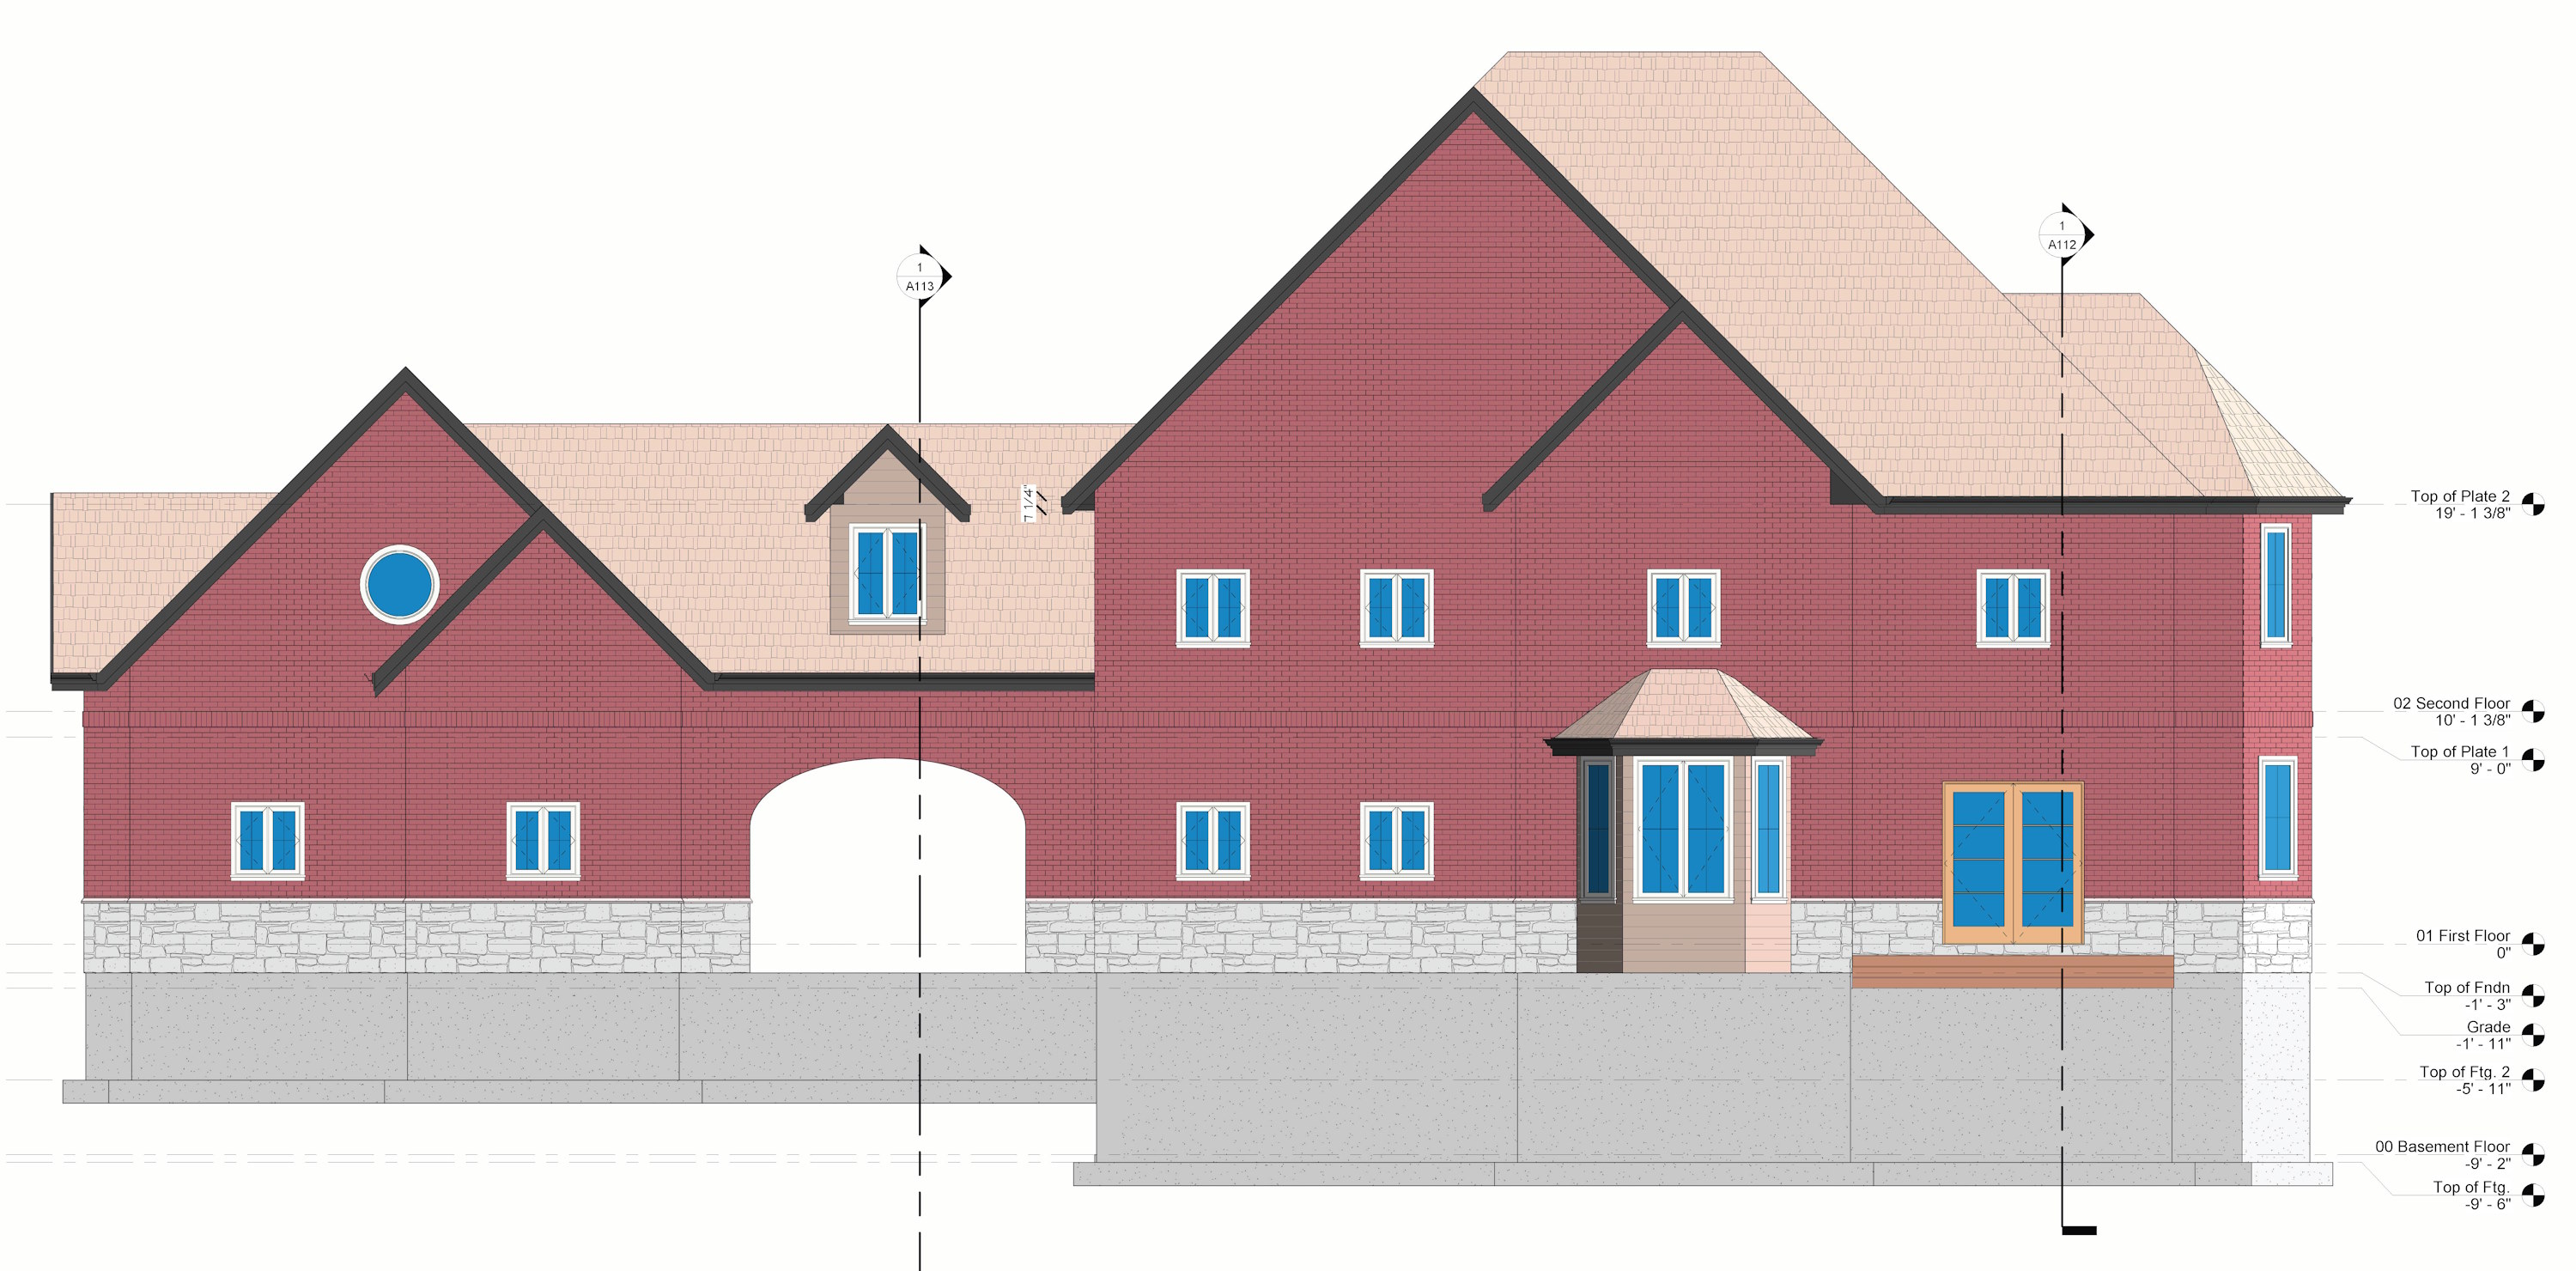 1
A112
1
A113
7 1/4"
Top of Plate 2
19' - 1 3/8"
02 Second Floor
10' - 1 3/8"
Top of Plate 1
9' - 0"
01 First Floor
0"
Top of Fndn
-1' - 3"
Grade
-1' - 11"
Top of Ftg. 2
-5' - 11"
00 Basement Floor
-9' - 2"
Top of Ftg.
-9' - 6"